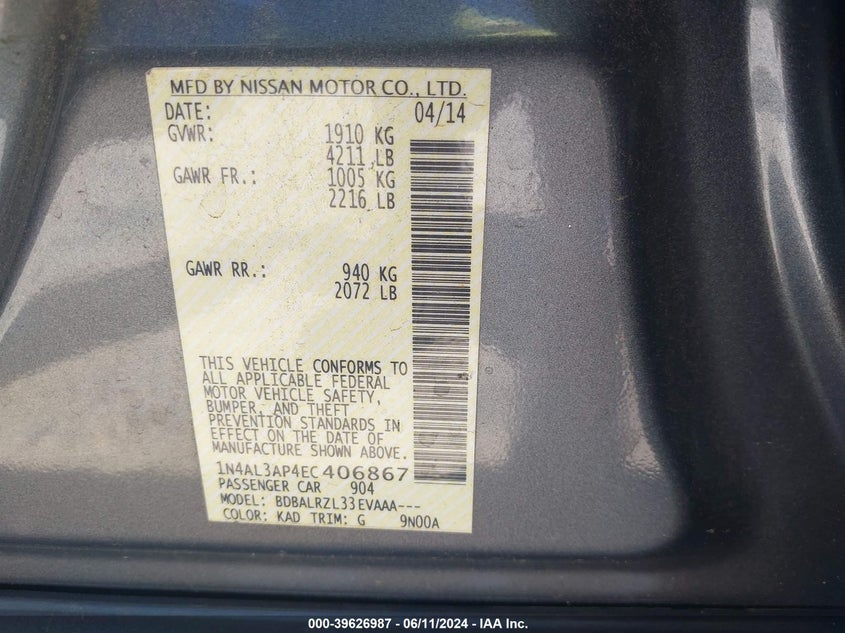 MFD BY NISSAN MOTOR CO., LTD.
DATE: 04/14
GVWR: 1910 KG
4211 LB
GAWR FR.: 1005 KG
2216 LB
GAWR RR.: 940 KG
2072 LB
THIS VEHICLE CONFORMS TO
ALL APPLICABLE FEDERAL
MOTOR VEHICLE SAFETY,
BUMPER, AND THEFT
PREVENTION STANDARDS IN
EFFECT ON THE DATE OF
MANUFACTURE SHOWN ABOVE.
1N4AL3AP4EC406867
PASSENGER CAR 904
MODEL: BDBALRZL33EVAAA---
COLOR: KAD TRIM: G 9N00A
000-39626987 - 06/11/2024 - IAA Inc.